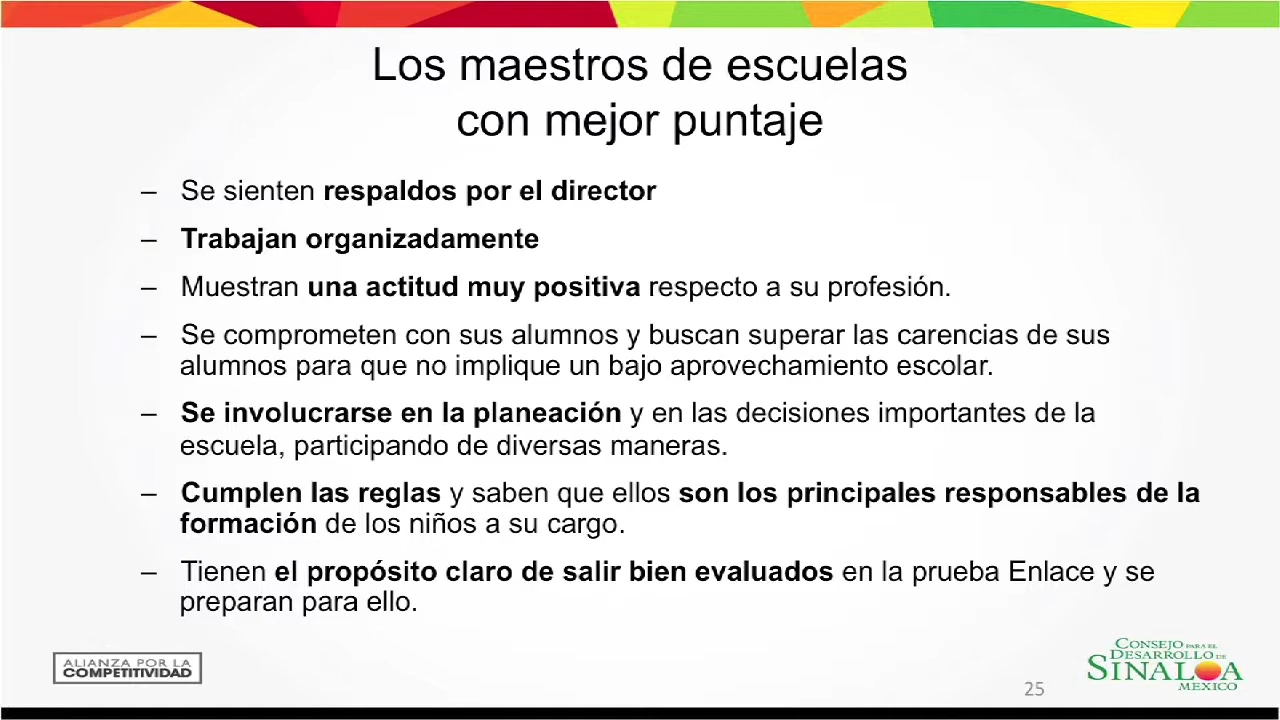 Los maestros de escuelas
con mejor puntaje
– Se sienten respaldos por el director
– Trabajan organizadamente
– Muestran una actitud muy positiva respecto a su profesión.
– Se comprometen con sus alumnos y buscan superar las carencias de sus
alumnos para que no implique un bajo aprovechamiento escolar.
– Se involucrarse en la planeación y en las decisiones importantes de la
escuela, participando de diversas maneras.
– Cumplen las reglas y saben que ellos son los principales responsables de la
formación de los niños a su cargo.
– Tienen el propósito claro de salir bien evaluados en la prueba Enlace y se
preparan para ello.
ALIANZA POR LA
COMPETITIVIDAD
25
CONSEJO PARA EL
DESARROLLO DE
SINALOA
MEXICO